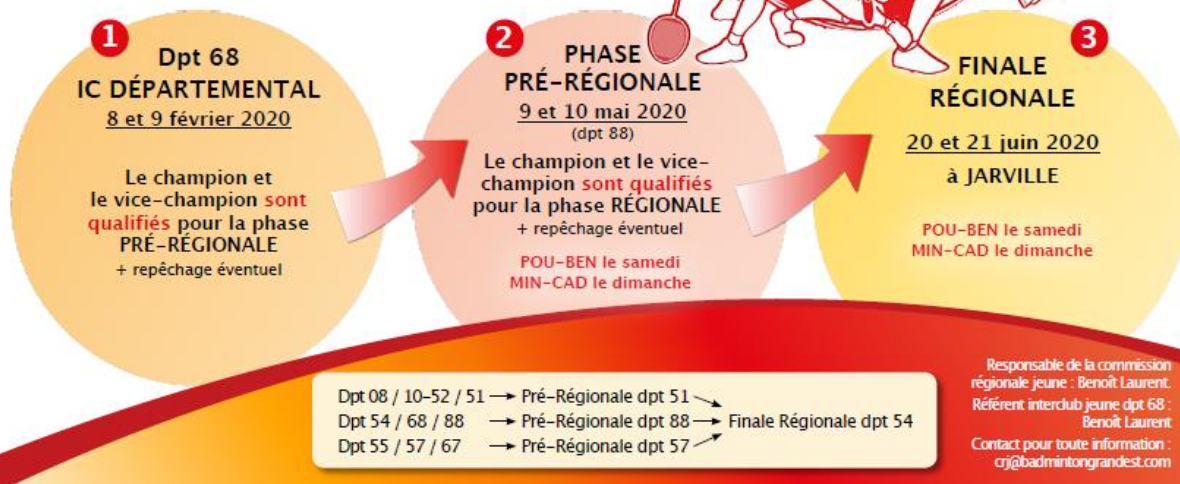 1
Dpt 68
IC DÉPARTEMENTAL
8 et 9 février 2020
Le champion et
le vice-champion sont
qualifiés pour la phase
PRÉ-RÉGIONALE
+ repêchage éventuel
2
PHASE
PRÉ-RÉGIONALE
9 et 10 mai 2020
(dpt 88)
Le champion et le vice-
champion sont qualifiés
pour la phase RÉGIONALE
+ repêchage éventuel
POU-BEN le samedi
MIN-CAD le dimanche
3
FINALE
RÉGIONALE
20 et 21 juin 2020
à JARVILLE
POU-BEN le samedi
MIN-CAD le dimanche
Dpt 08 / 10-52 / 51 → Pré-Régionale dpt 51
Dpt 54 / 68 / 88 → Pré-Régionale dpt 88 → Finale Régionale dpt 54
Dpt 55 / 57 / 67 → Pré-Régionale dpt 57
Responsable de la commission
régionale jeune : Benoît Laurent.
Référent interclub jeune dpt 68 :
Benoît Laurent
Contact pour toute information :
crj@badmintongrandest.com